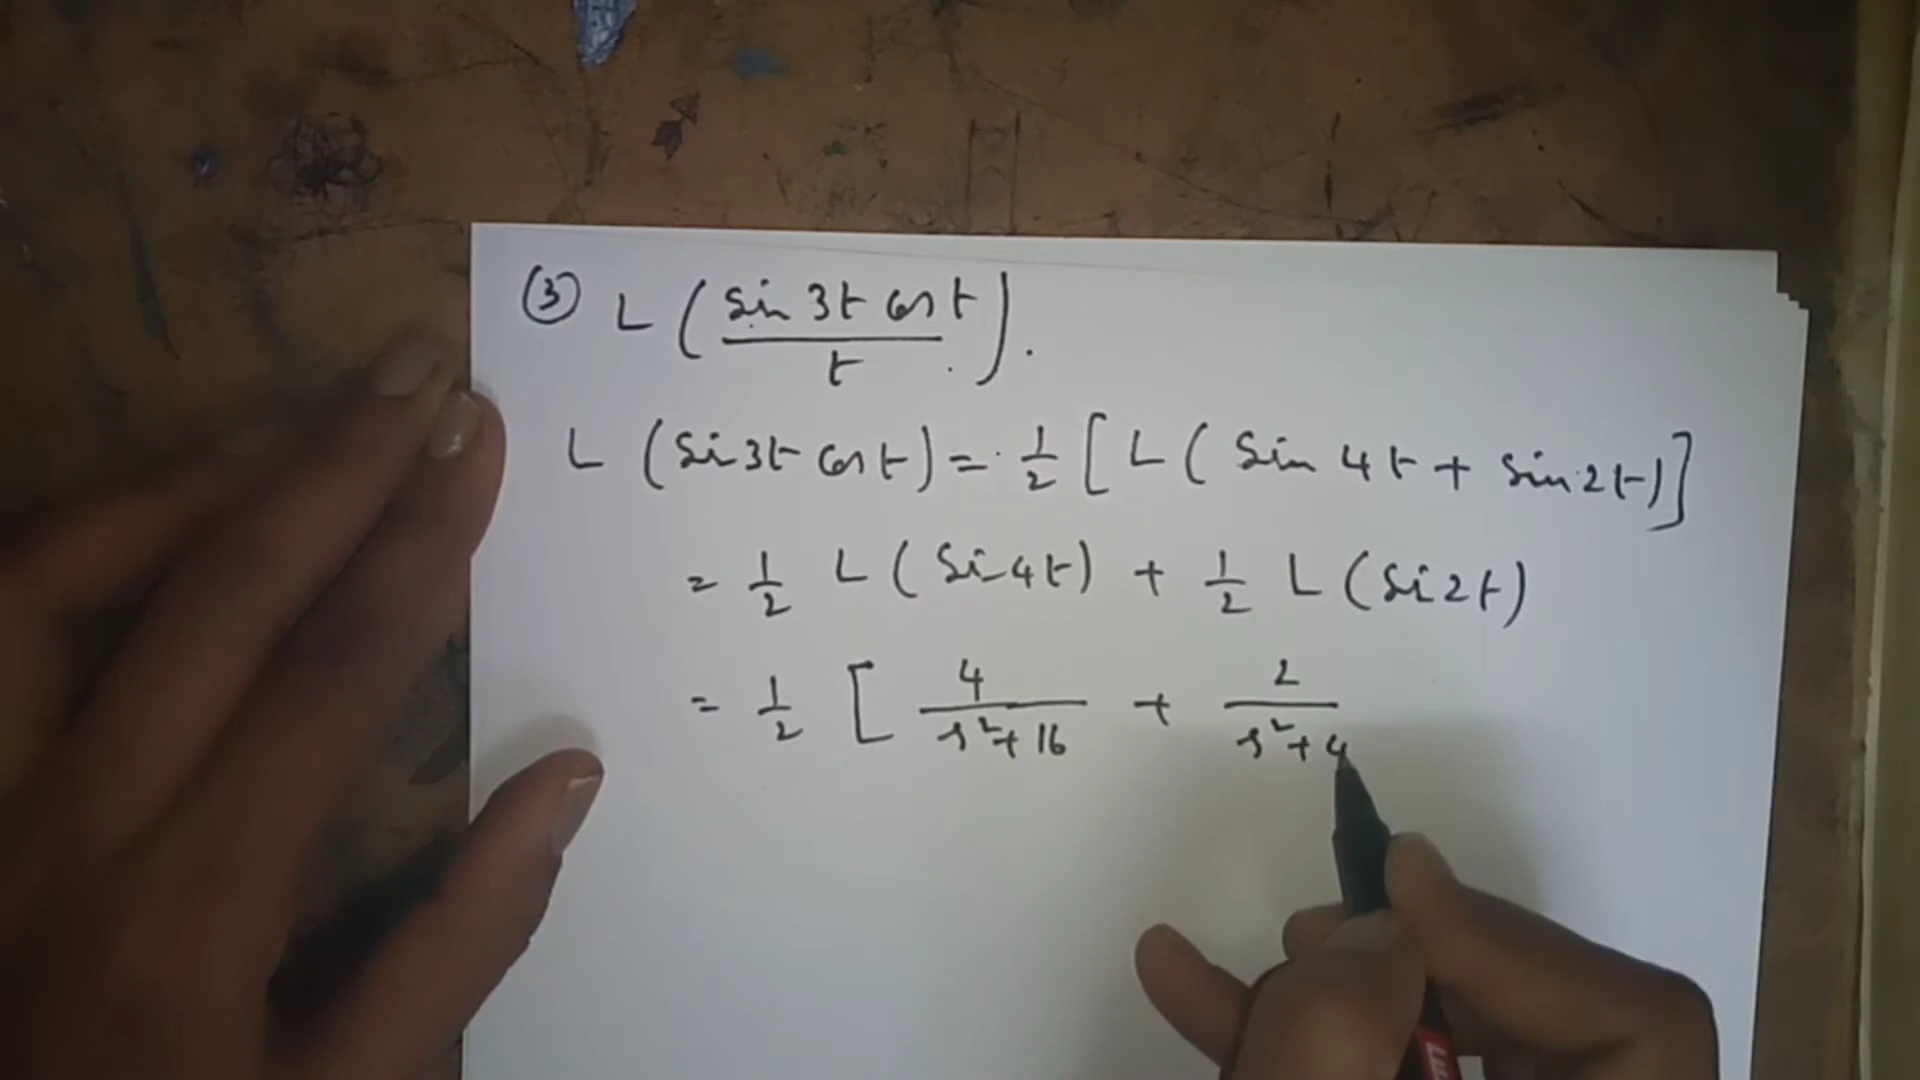 ③ L ( sin 3t cos t / t ).
L ( Sin 3t cos t ) = 1/2 [ L ( Sin 4t + Sin 2t ) ]
= 1/2 L ( Sin 4t ) + 1/2 L ( Sin 2t )
= 1/2 [ 4 / s²+16 + 2 / s²+4